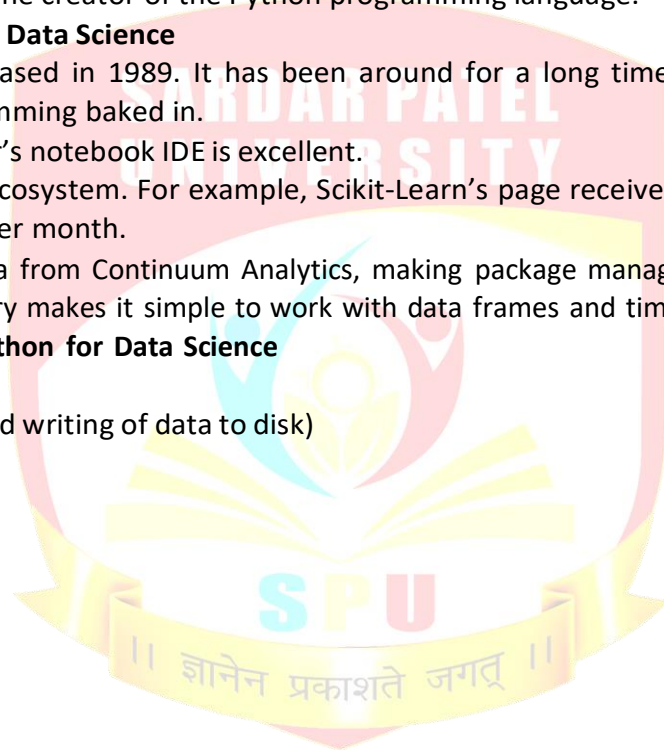 he creator of the Python programming language.
Data Science
ased in 1989. It has been around for a long time
mming baked in.
r's notebook IDE is excellent.
cosystem. For example, Scikit-Learn's page receive
er month.
a from Continuum Analytics, making package manag
ry makes it simple to work with data frames and tim
thon for Data Science
d writing of data to disk)
SARDAR PATEL
UNIVERSITY
SPU
|| ज्ञानेन प्रकाशते जगत् ||